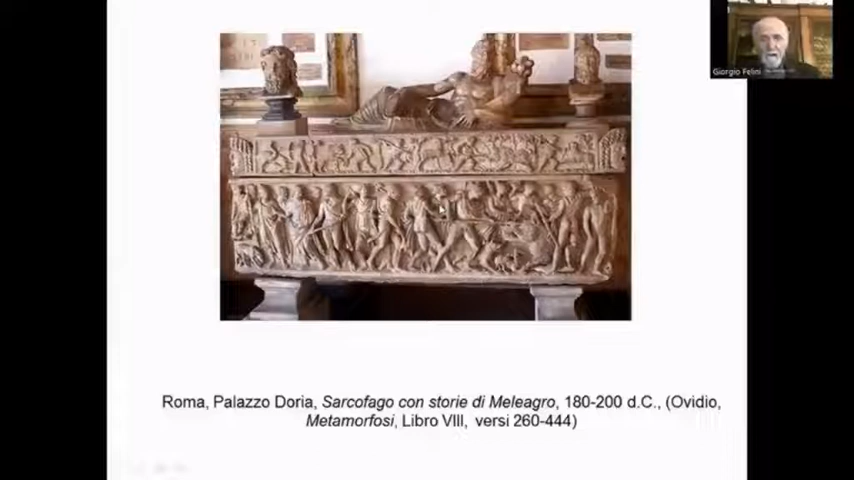 Giorgio Felini
Roma, Palazzo Doria, Sarcofago con storie di Meleagro, 180-200 d.C., (Ovidio,
Metamorfosi, Libro VIII, versi 260-444)